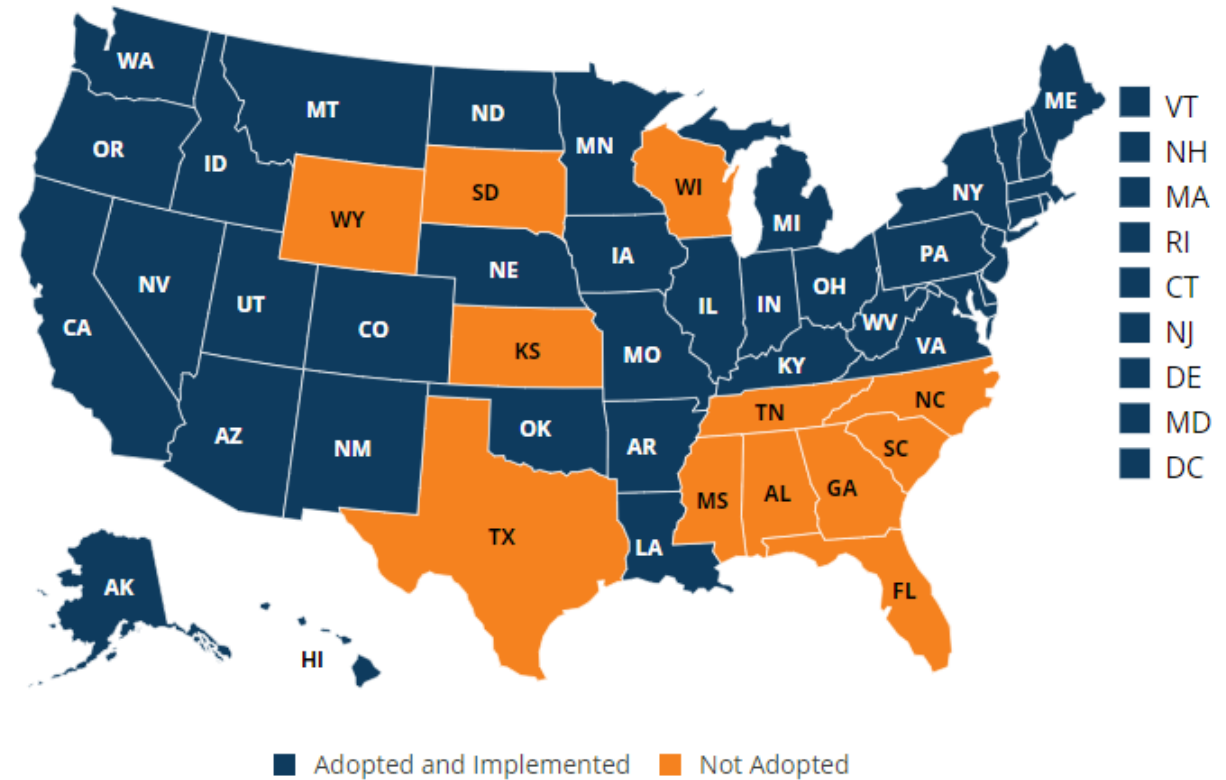 WA
MT
ND
MN
ME
VT
OR
ID
NH
SD
WI
NY
MA
WY
MI
RI
PA
NV
UT
NE
IA
OH
CT
CA
CO
IL
IN
WV
NJ
KS
MO
KY
VA
DE
AZ
NM
OK
AR
TN
NC
MD
SC
DC
MS
AL
GA
TX
LA
FL
AK
HI
Adopted and Implemented Not Adopted